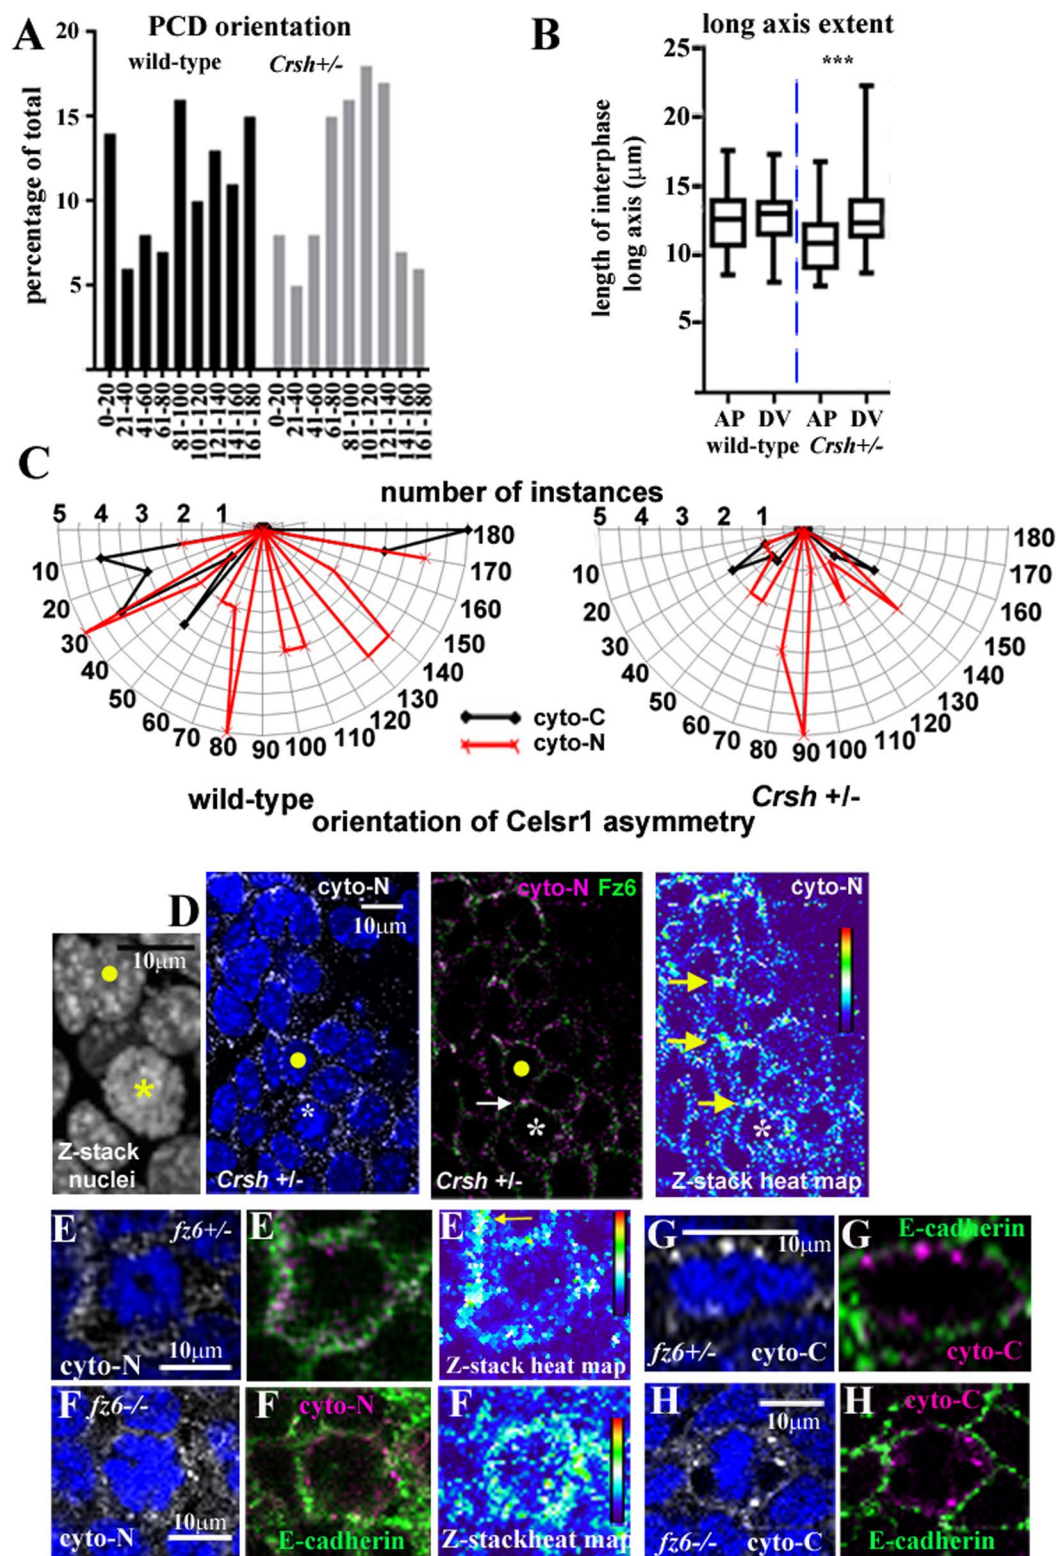 A
PCD orientation
wild-type Crsh+/-
percentage of total
20
15
10
5
0-20
21-40
41-60
61-80
81-100
101-120
121-140
141-160
161-180
0-20
21-40
41-60
61-80
81-100
101-120
121-140
141-160
161-180
B
long axis extent
***
length of interphase
long axis (µm)
25
20
15
10
5
AP DV AP DV
wild-type Crsh+/-
C
number of instances
5 4 3 2 1
10
20
30
40
50
60
70
80
90
100
110
120
130
140
150
160
170
180
5 4 3 2 1
10
20
30
40
50
60
70
80
90
100
110
120
130
140
150
160
170
180
cyto-C
cyto-N
wild-type
Crsh +/-
orientation of Celsr1 asymmetry
D
10µm
*
Z-stack
nuclei
cyto-N
10µm
*
Crsh +/-
cyto-N Fz6
*
Crsh +/-
cyto-N
*
Z-stack heat map
E
fz6+/-
cyto-N
10µm
E
E
Z-stack heat map
G
10µm
fz6+/- cyto-C
G
E-cadherin
cyto-C
F
fz6-/-
cyto-N
10µm
F
cyto-N
E-cadherin
F
Z-stackheat map
H
10µm
fz6-/- cyto-C
H
cyto-C
E-cadherin